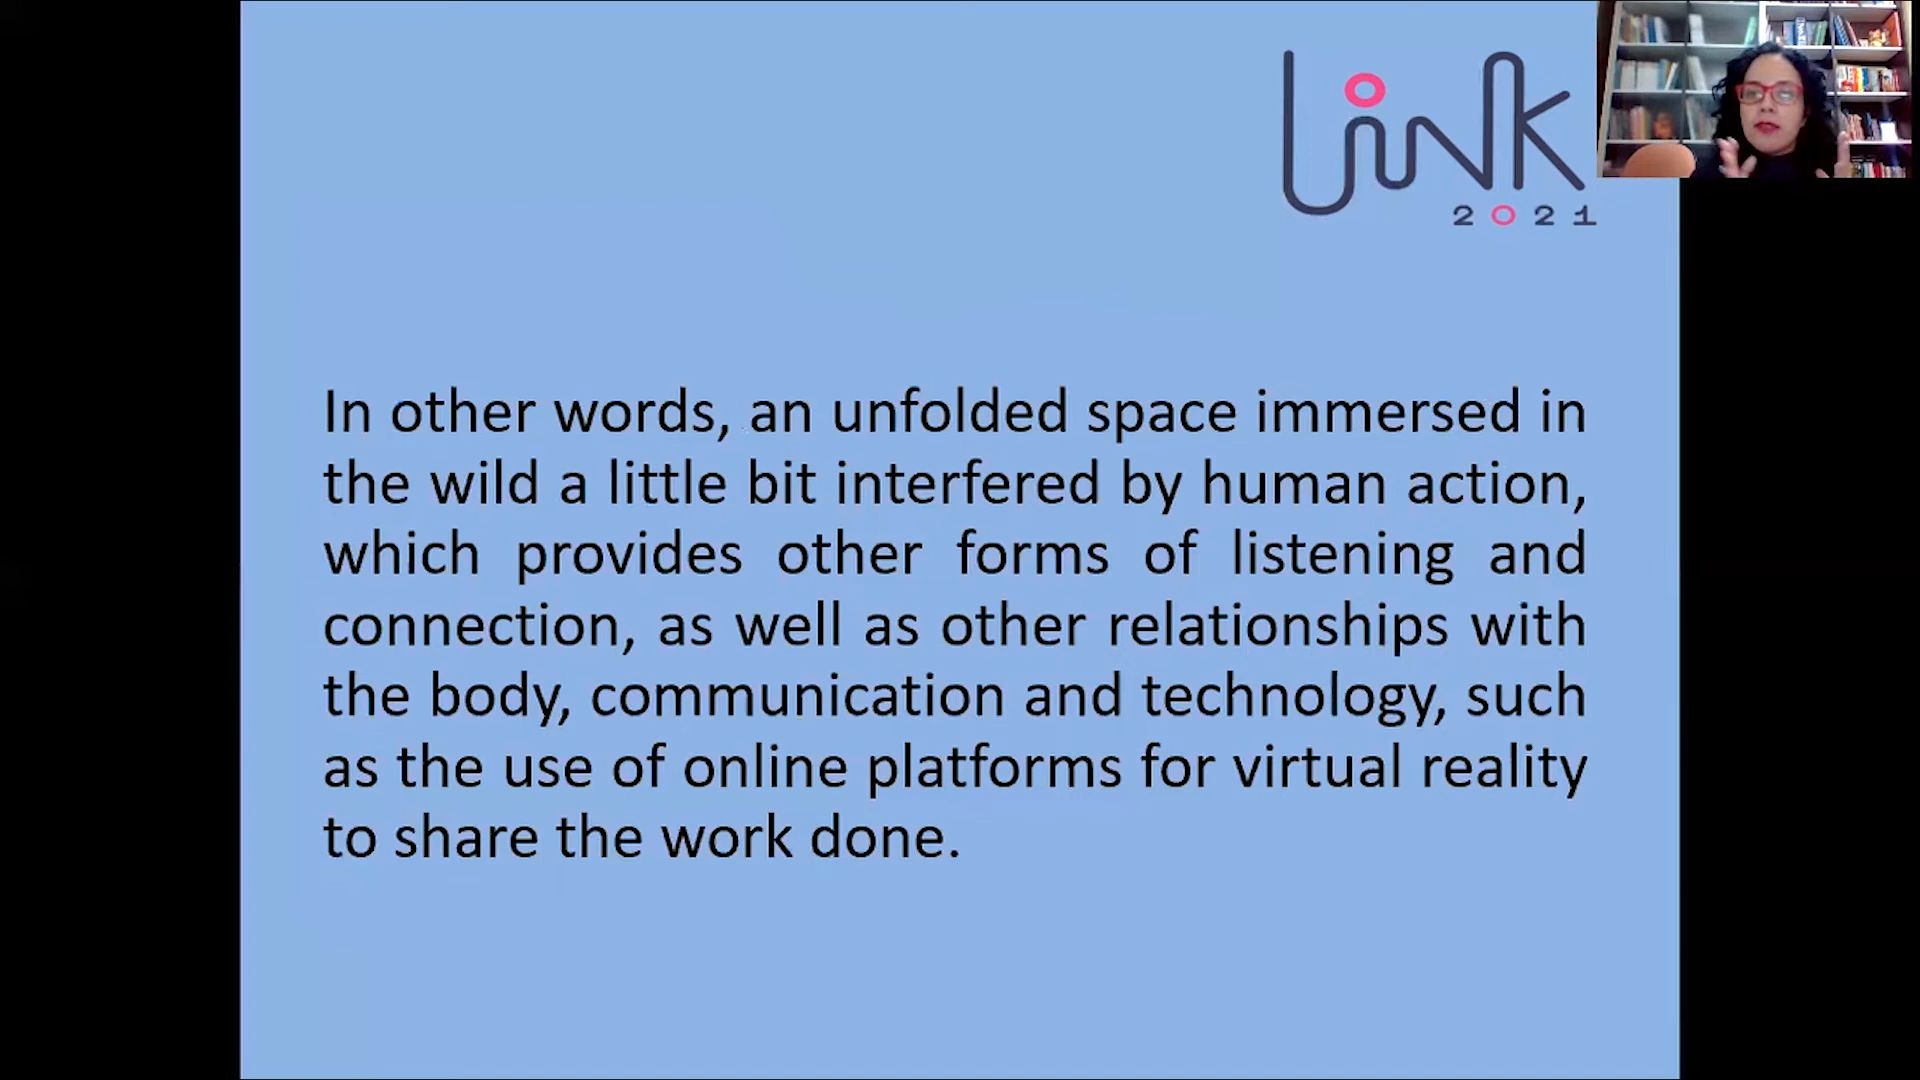 Link
2021
In other words, an unfolded space immersed in
the wild a little bit interfered by human action,
which provides other forms of listening and
connection, as well as other relationships with
the body, communication and technology, such
as the use of online platforms for virtual reality
to share the work done.